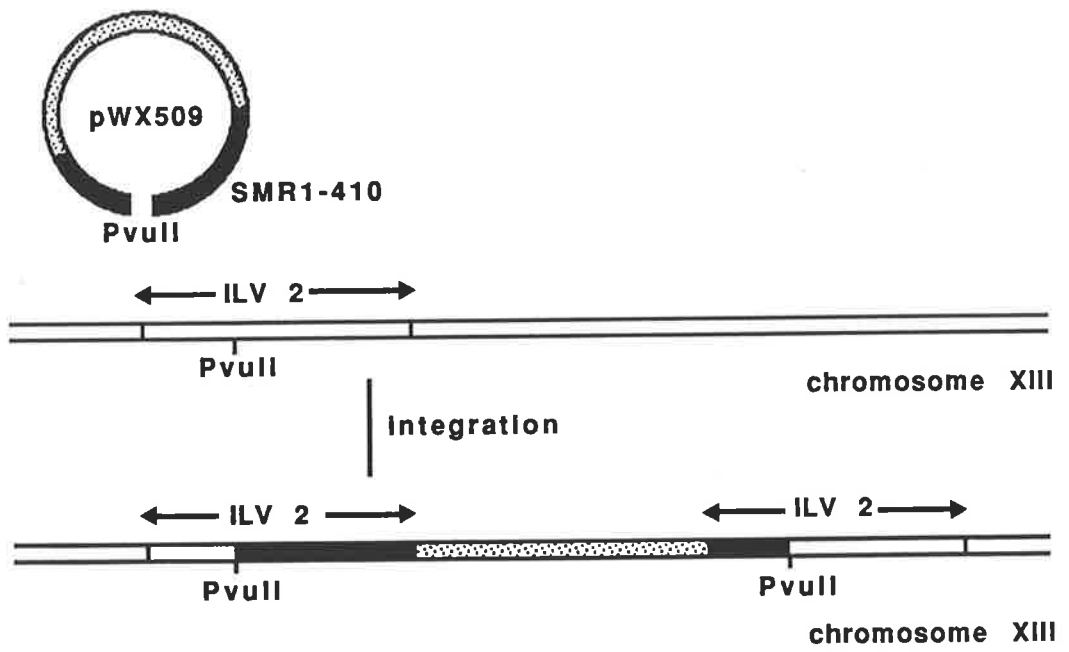 pWX509
SMR1-410
PvuII
ILV 2
PvuII
chromosome XIII
integration
ILV 2
ILV 2
PvuII
PvuII
chromosome XIII